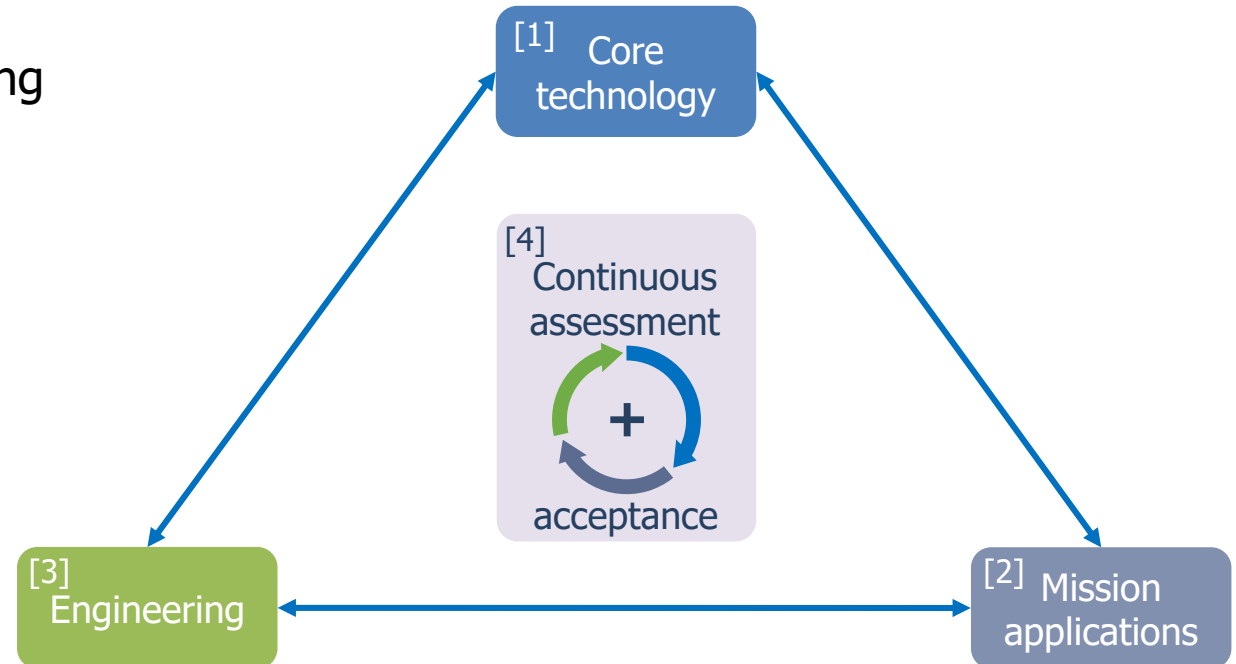 ng
[1] Core
technology
[4]
Continuous
assessment
+
acceptance
[3]
Engineering
[2] Mission
applications